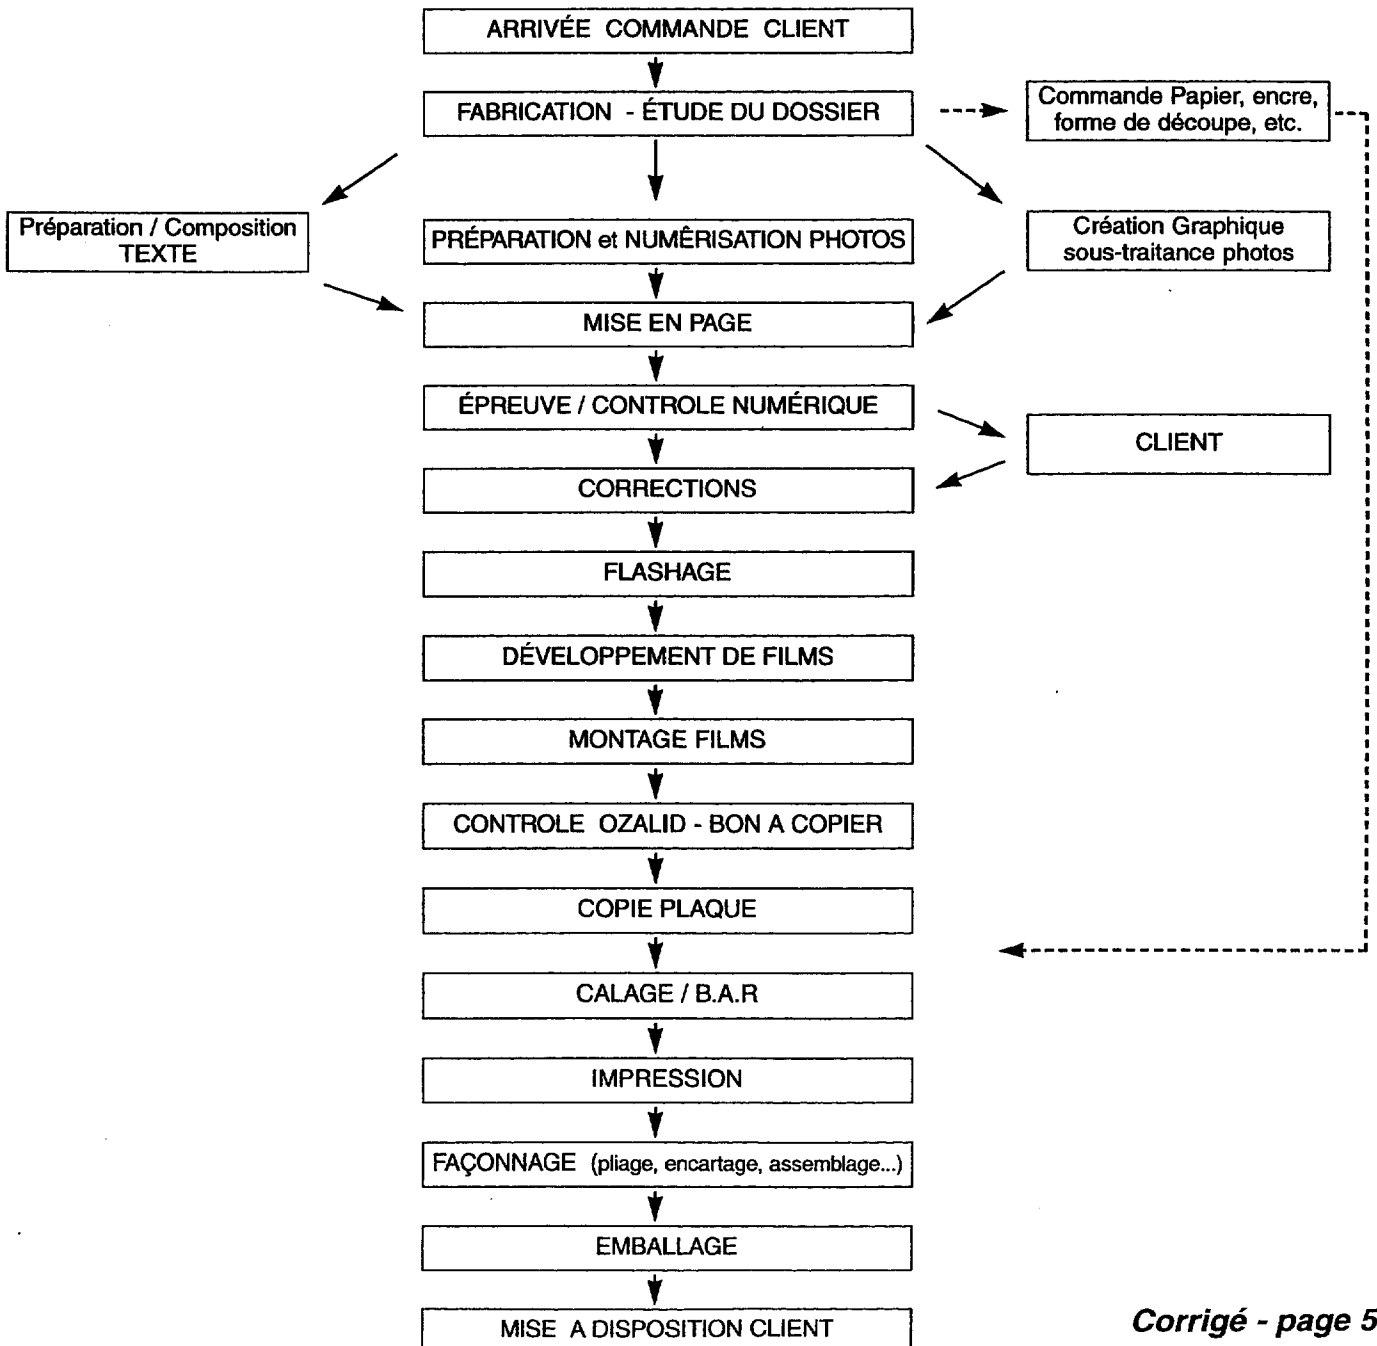 ARRIVÉE COMMANDE CLIENT
FABRICATION - ÉTUDE DU DOSSIER
Commande Papier, encre,
forme de découpe, etc.
Préparation / Composition
TEXTE
PRÉPARATION et NUMÊRISATION PHOTOS
Création Graphique
sous-traitance photos
MISE EN PAGE
ÉPREUVE / CONTROLE NUMÉRIQUE
CLIENT
CORRECTIONS
FLASHAGE
DÉVELOPPEMENT DE FILMS
MONTAGE FILMS
CONTROLE OZALID - BON A COPIER
COPIE PLAQUE
CALAGE / B.A.R
IMPRESSION
FAÇONNAGE (pliage, encartage, assemblage...)
EMBALLAGE
MISE A DISPOSITION CLIENT
Corrigé - page 5